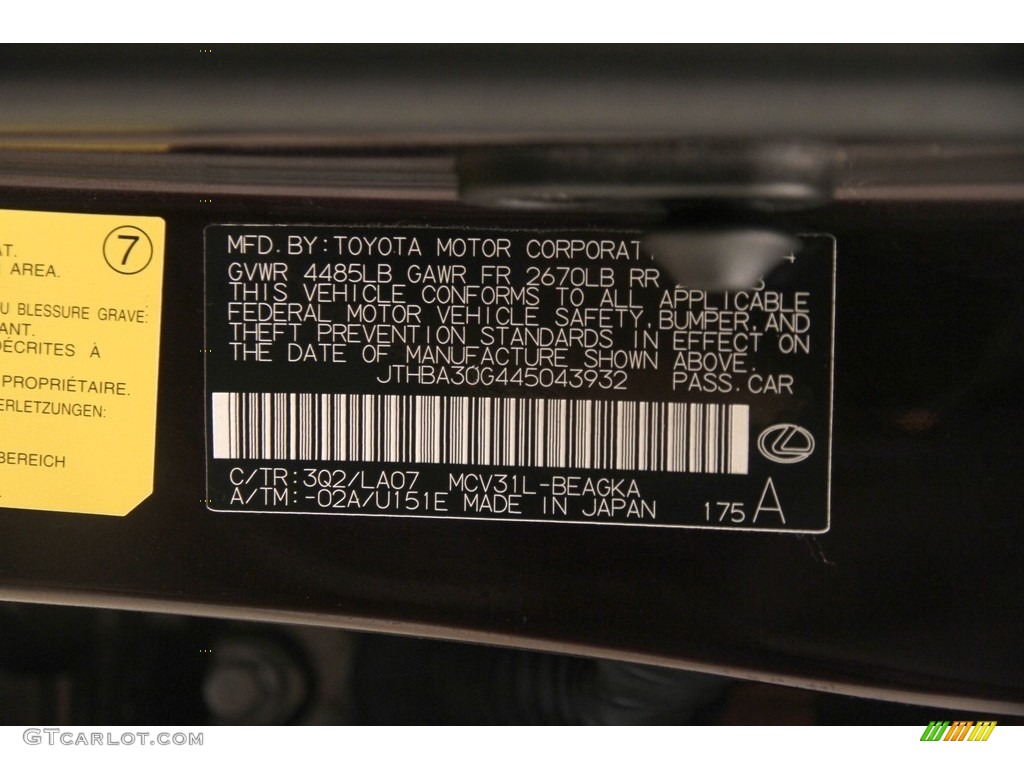 7
AT.
AREA.
U BLESSURE GRAVE:
ANT.
DÉCRITES À
PROPRIÉTAIRE.
ERLETZUNGEN:
BEREICH
MFD. BY: TOYOTA MOTOR CORPORAT
GVWR 4485LB GAWR FR 2670LB RR
THIS VEHICLE CONFORMS TO ALL APPLICABLE
FEDERAL MOTOR VEHICLE SAFETY, BUMPER, AND
THEFT PREVENTION STANDARDS IN EFFECT ON
THE DATE OF MANUFACTURE SHOWN ABOVE.
JTHBA30G445043932 PASS. CAR
C/TR: 3Q2/LA07 MCV31L-BEAGKA
A/TM: -02A/U151E MADE IN JAPAN 175 A
GTCarlot.com